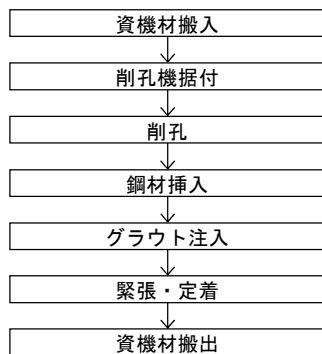 資機材搬入
削孔機据付
削孔
鋼材挿入
グラウト注入
緊張・定着
資機材搬出